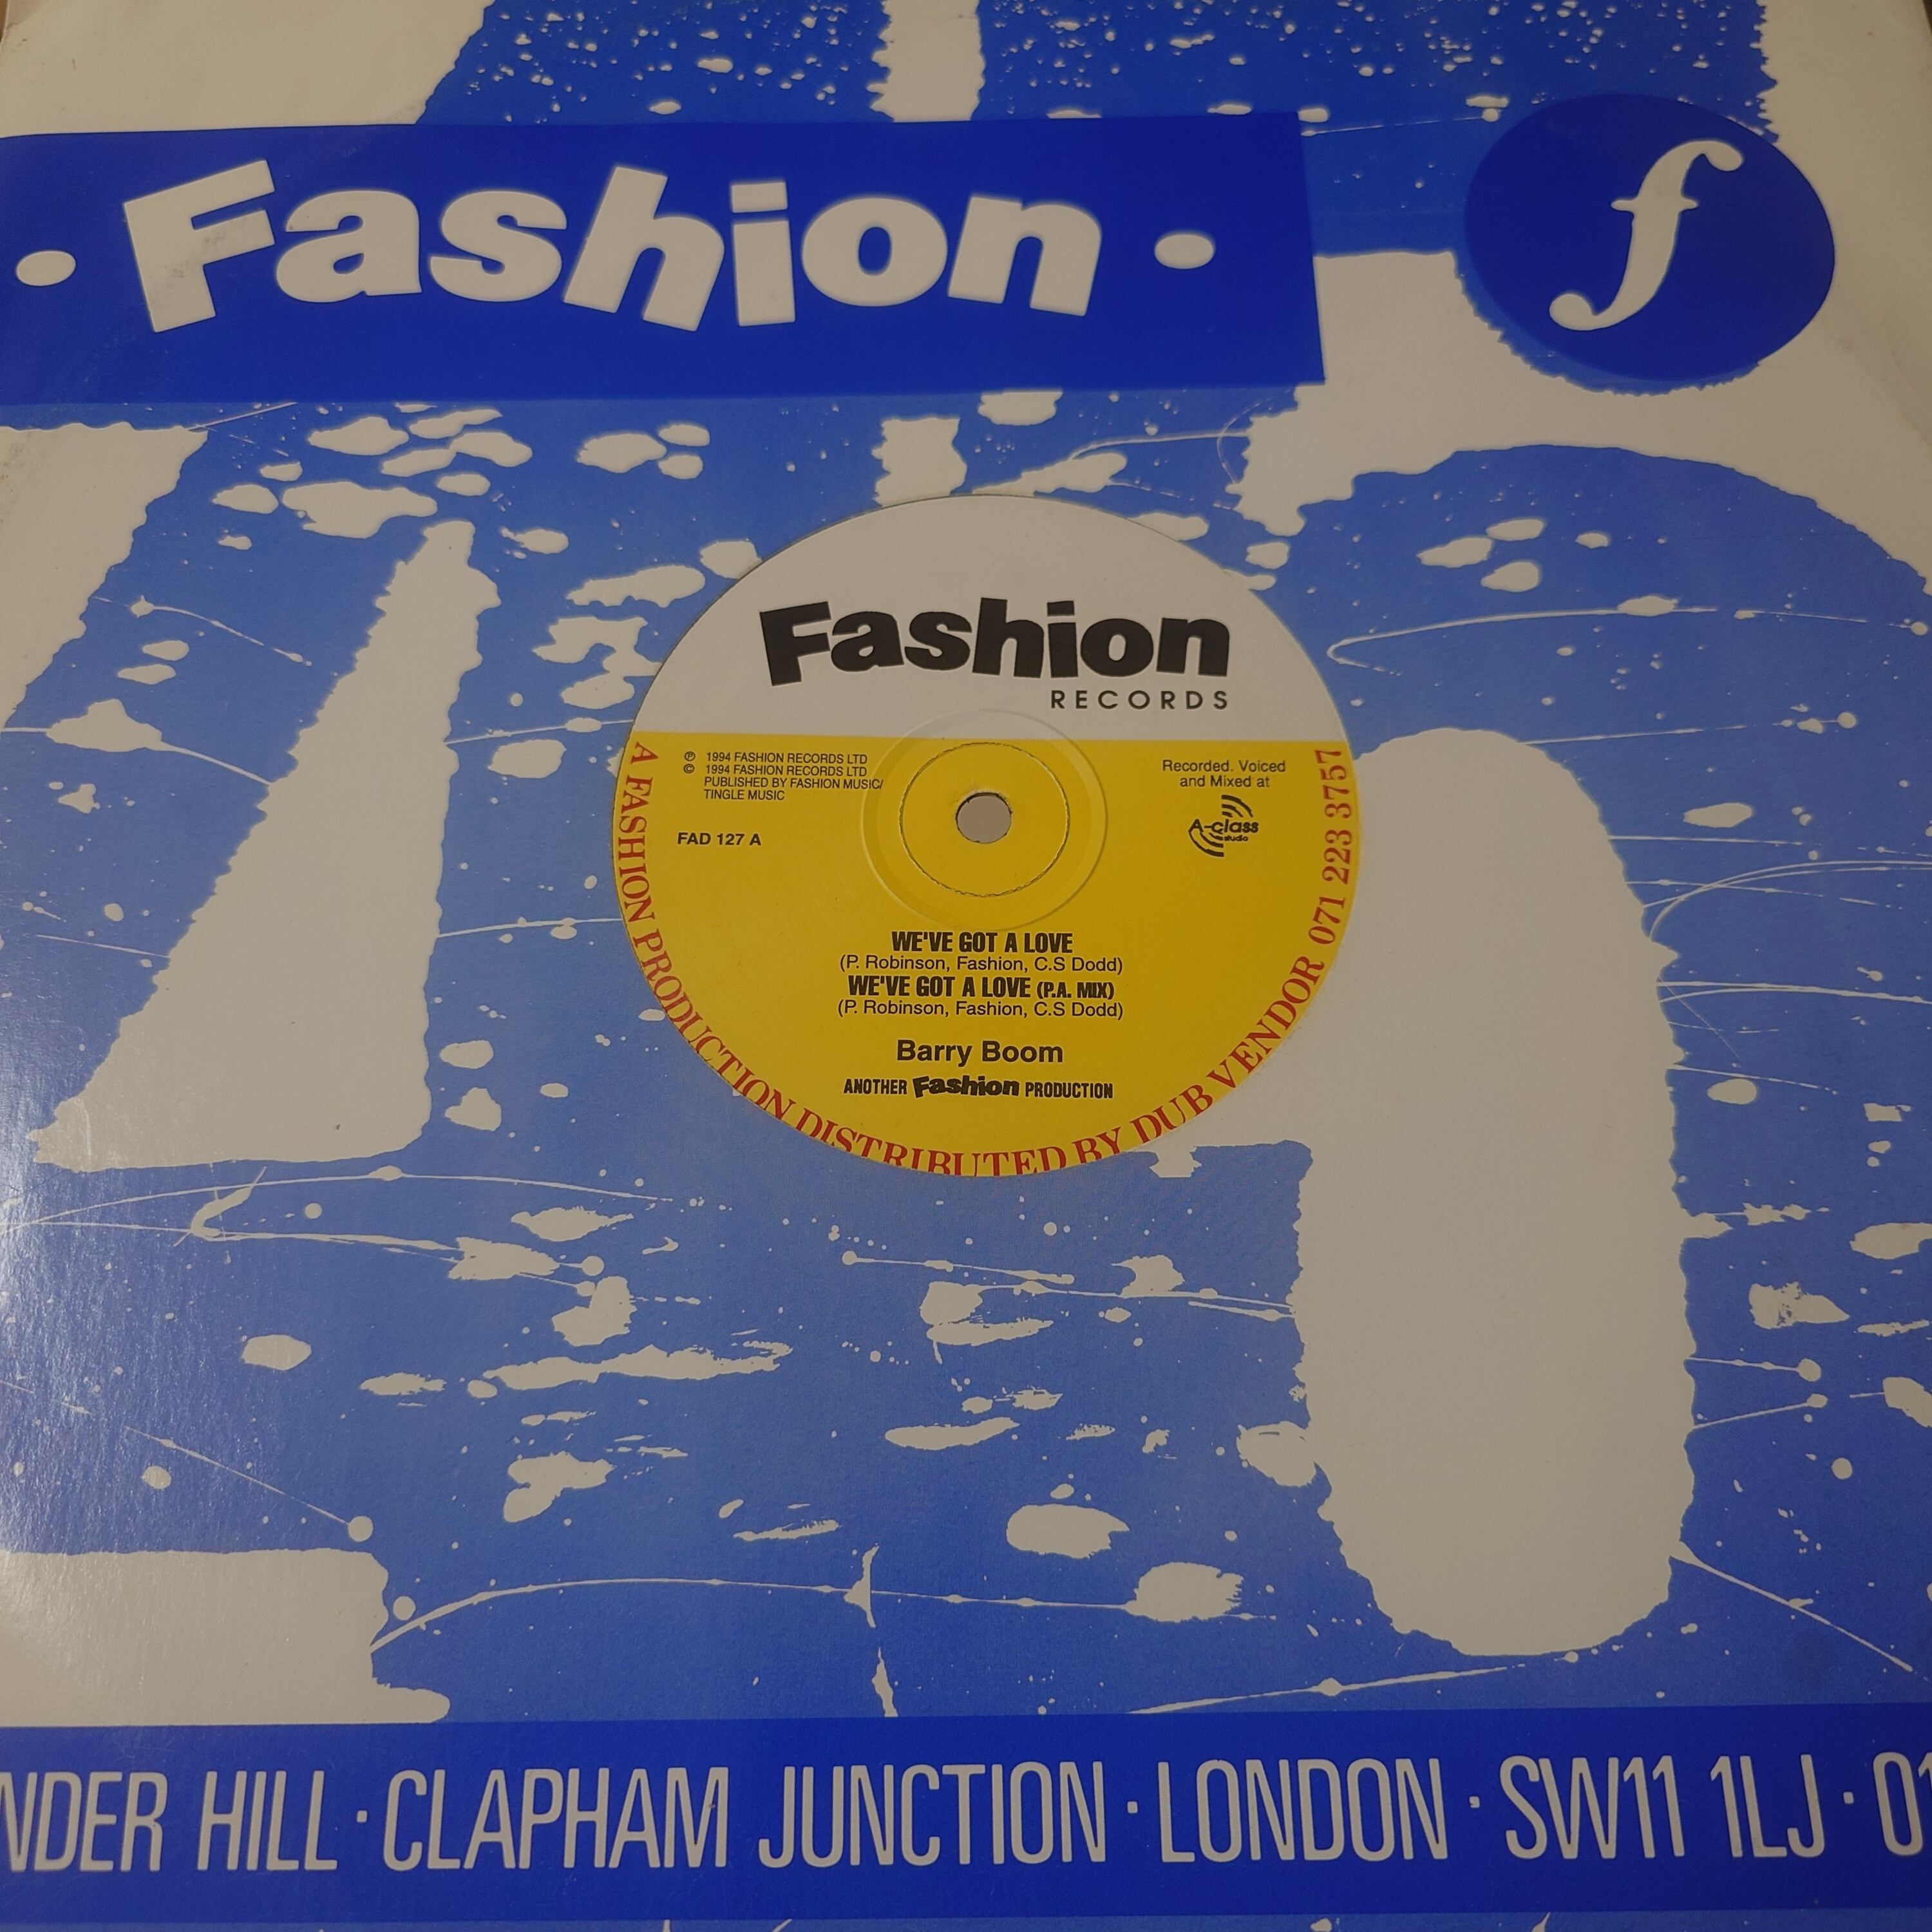 • Fashion •
f
Fashion
RECORDS
℗ 1994 FASHION RECORDS LTD
© 1994 FASHION RECORDS LTD
PUBLISHED BY FASHION MUSIC/
TINGLE MUSIC
Recorded. Voiced
and Mixed at
A-class
studio
FAD 127 A
WE'VE GOT A LOVE
(P. Robinson, Fashion, C.S Dodd)
WE'VE GOT A LOVE (P.A. MIX)
(P. Robinson, Fashion, C.S Dodd)
Barry Boom
ANOTHER Fashion PRODUCTION
A FASHION PRODUCTION DISTRIBUTED BY DUB VENDOR 071 223 3757
NDER HILL · CLAPHAM JUNCTION · LONDON · SW11 1LJ · 01